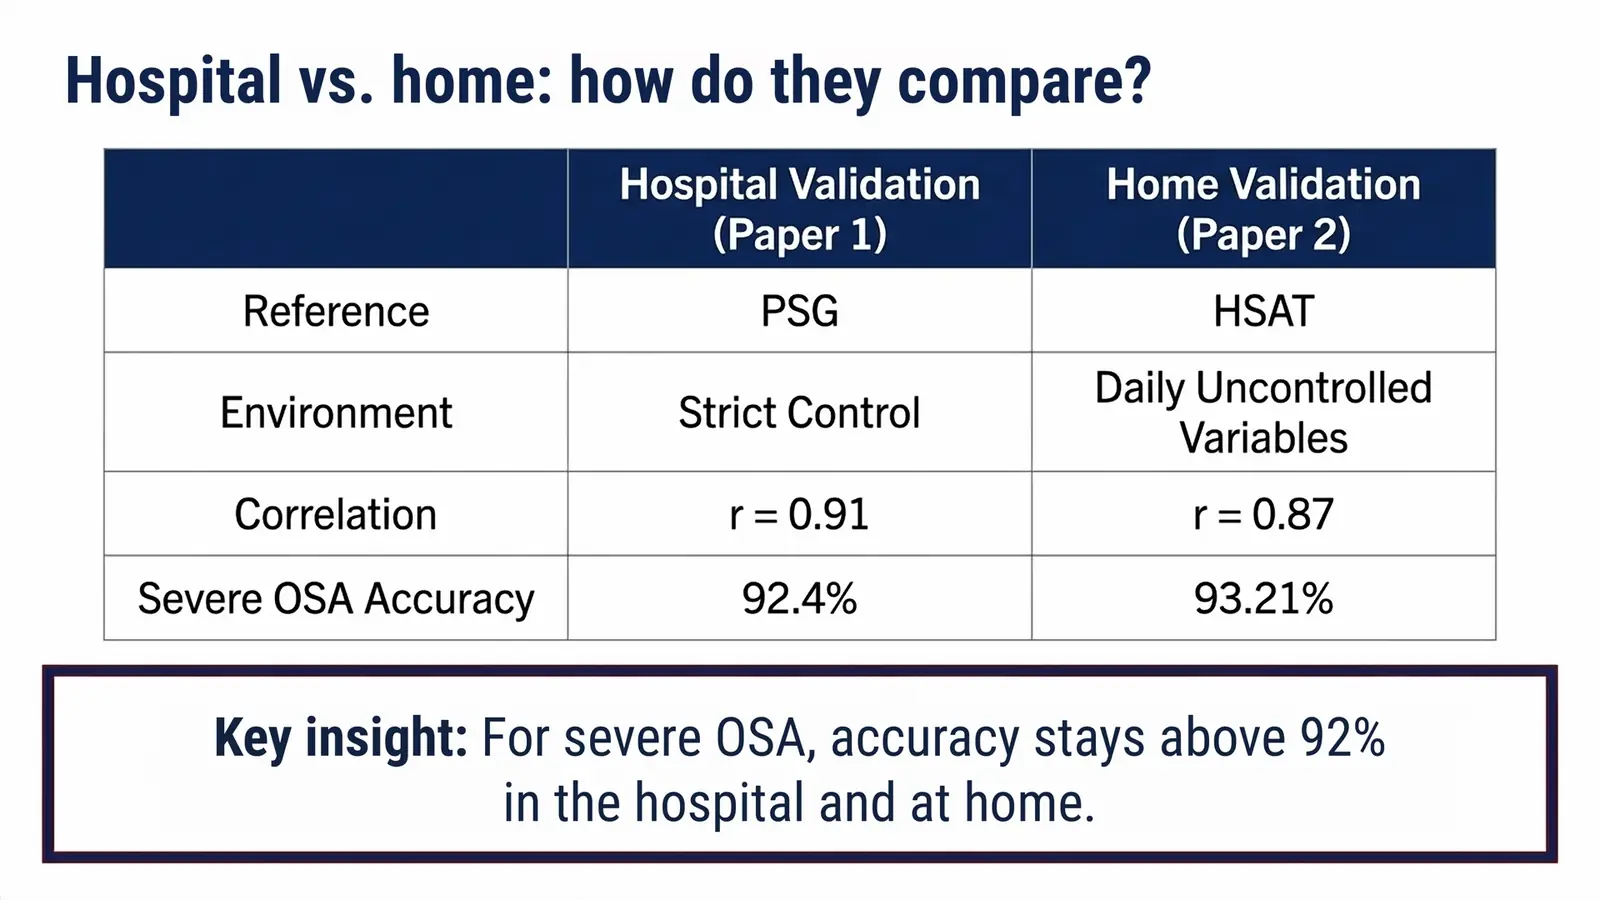 Hospital vs. home: how do they compare?
Hospital Validation
(Paper 1)
Home Validation
(Paper 2)
Reference
PSG
HSAT
Environment
Strict Control
Daily Uncontrolled
Variables
Correlation
r = 0.91
r = 0.87
Severe OSA Accuracy
92.4%
93.21%
Key insight: For severe OSA, accuracy stays above 92%
in the hospital and at home.